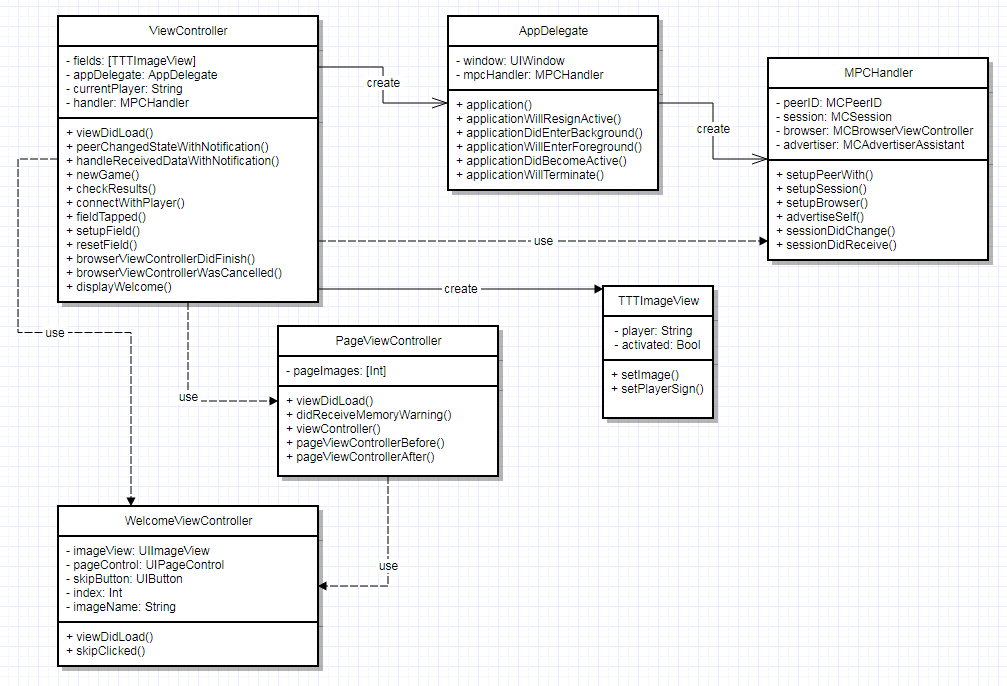 ViewController
- fields: [TTTImageView]
- appDelegate: AppDelegate
- currentPlayer: String
- handler: MPCHandler
+ viewDidLoad()
+ peerChangedStateWithNotification()
+ handleReceivedDataWithNotification()
+ newGame()
+ checkResults()
+ connectWithPlayer()
+ fieldTapped()
+ setupField()
+ resetField()
+ browserViewControllerDidFinish()
+ browserViewControllerWasCancelled()
+ displayWelcome()
create
AppDelegate
- window: UIWindow
- mpcHandler: MPCHandler
+ application()
+ applicationWillResignActive()
+ applicationDidEnterBackground()
+ applicationWillEnterForeground()
+ applicationDidBecomeActive()
+ applicationWillTerminate()
create
MPCHandler
- peerID: MCPeerID
- session: MCSession
- browser: MCBrowserViewController
- advertiser: MCAdvertiserAssistant
+ setupPeerWith()
+ setupSession()
+ setupBrowser()
+ advertiseSelf()
+ sessionDidChange()
+ sessionDidReceive()
use
create
TTTImageView
- player: String
- activated: Bool
+ setImage()
+ setPlayerSign()
use
use
PageViewController
- pageImages: [Int]
+ viewDidLoad()
+ didReceiveMemoryWarning()
+ viewController()
+ pageViewControllerBefore()
+ pageViewControllerAfter()
use
WelcomeViewController
- imageView: UIImageView
- pageControl: UIPageControl
- skipButton: UIButton
- index: Int
- imageName: String
+ viewDidLoad()
+ skipClicked()